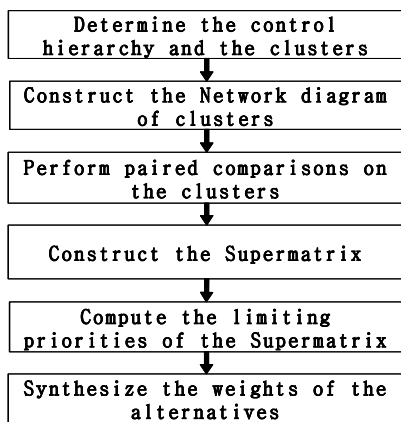 Determine the control
hierarchy and the clusters
Construct the Network diagram
of clusters
Perform paired comparisons on
the clusters
Construct the Supermatrix
Compute the limiting
priorities of the Supermatrix
Synthesize the weights of the
alternatives